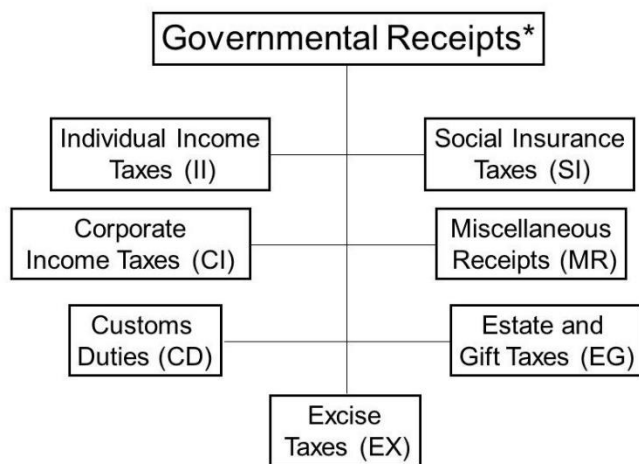 Governmental Receipts*
Individual Income
Taxes (II)
Social Insurance
Taxes (SI)
Corporate
Income Taxes (CI)
Miscellaneous
Receipts (MR)
Customs
Duties (CD)
Estate and
Gift Taxes (EG)
Excise
Taxes (EX)